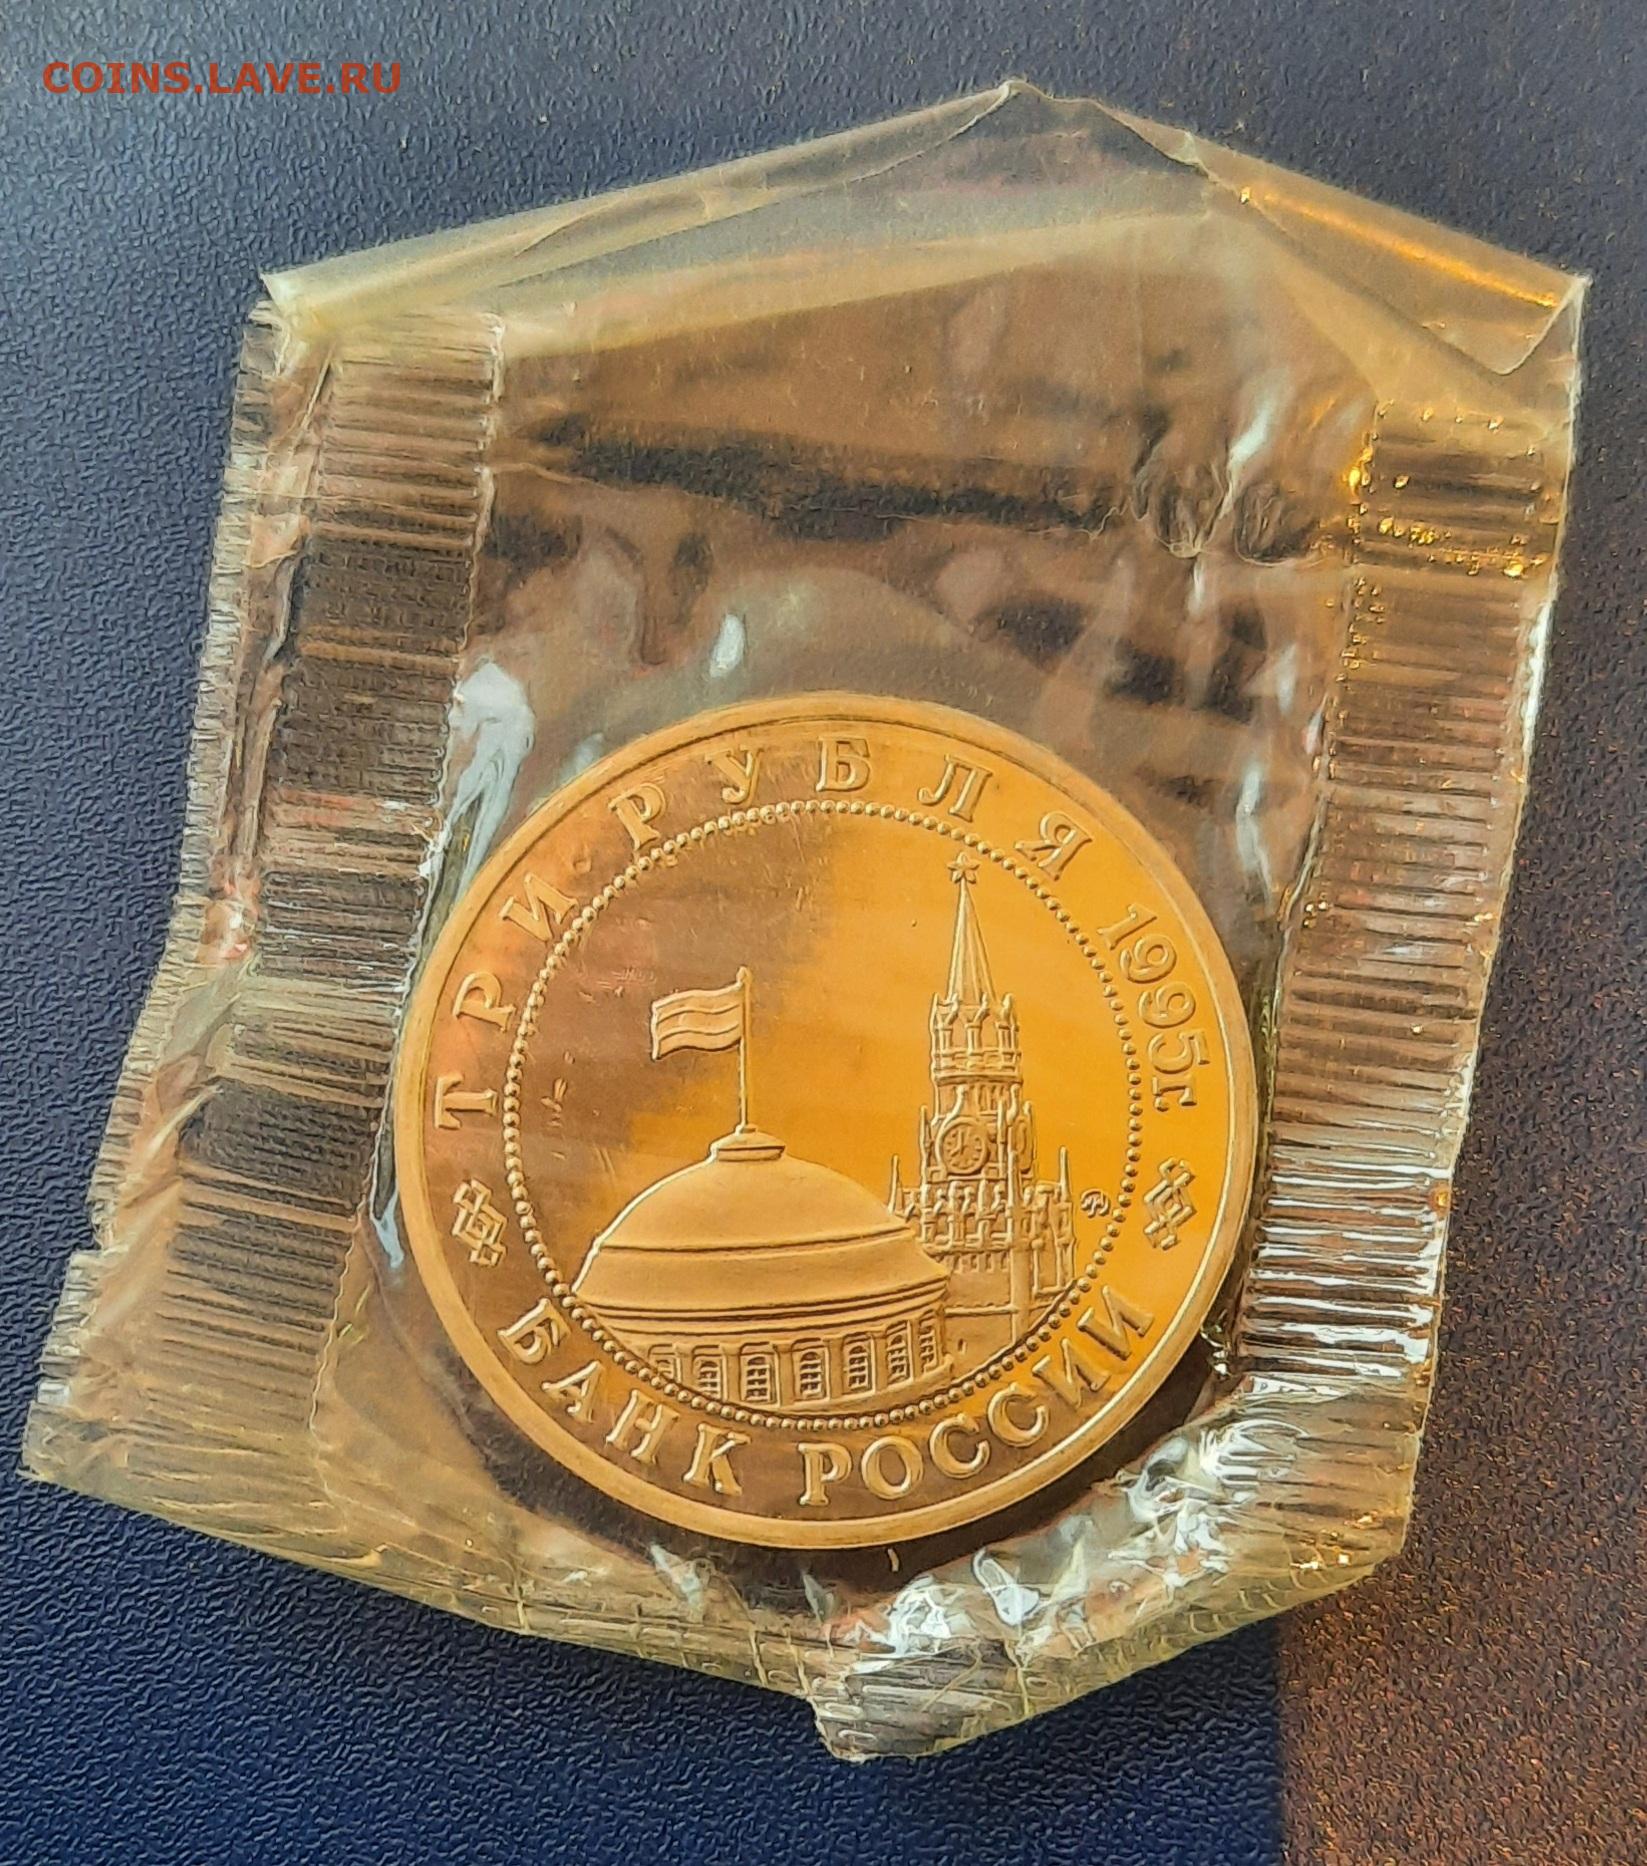 COINS.LAVE.RU
ТРИ РУБЛЯ 1995г.
БАНК РОССИИ